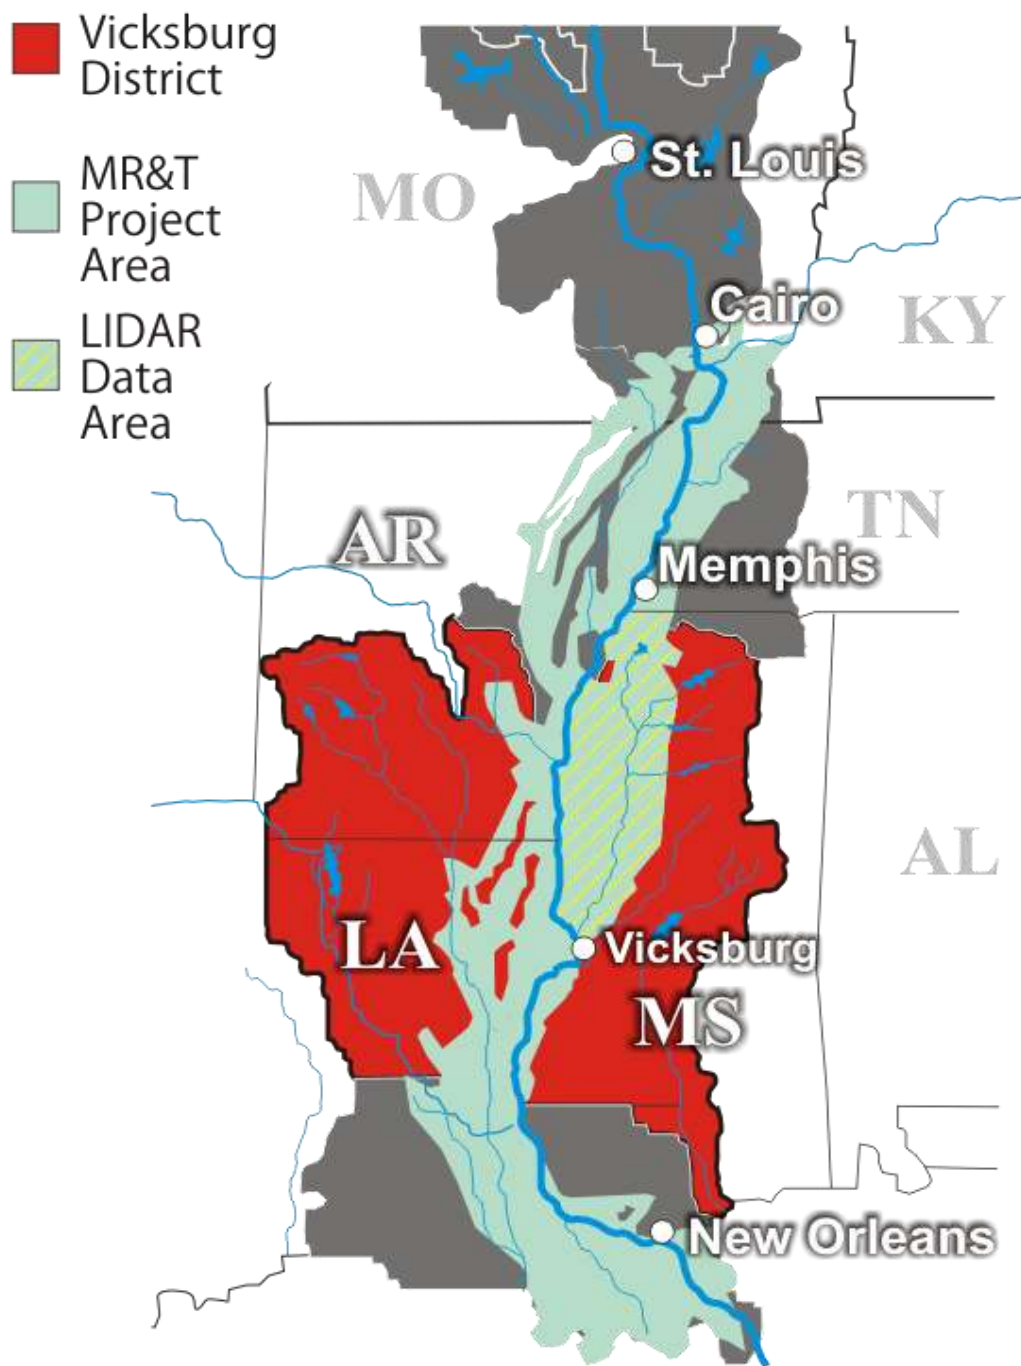 Vicksburg
District
MR&T
Project
Area
LIDAR
Data
Area
St. Louis
MO
Cairo
KY
TN
AR
Memphis
AL
LA
Vicksburg
MS
New Orleans